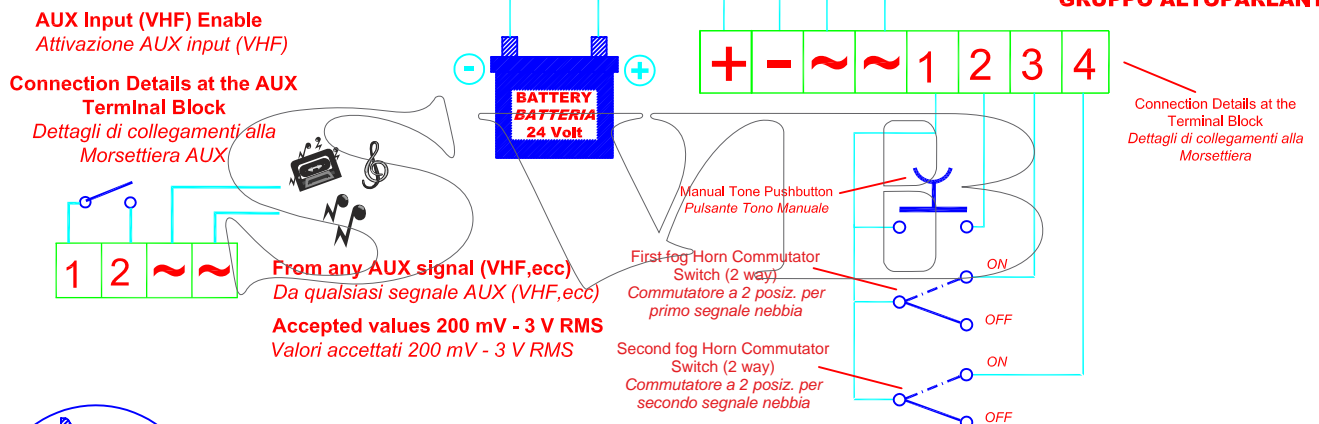 GRUPPO ALTOPARLANT
AUX Input (VHF) Enable
Attivazione AUX input (VHF)
Connection Details at the AUX
Terminal Block
Dettagli di collegamenti alla
Morsettiera AUX
1 2 ~ ~
- +
BATTERY
BATTERIA
24 Volt
+ - ~ ~ 1 2 3 4
Connection Details at the
Terminal Block
Dettagli di collegamenti alla
Morsettiera
SVB
Manual Tone Pushbutton
Pulsante Tono Manuale
From any AUX signal (VHF,ecc)
Da qualsiasi segnale AUX (VHF,ecc)
Accepted values 200 mV - 3 V RMS
Valori accettati 200 mV - 3 V RMS
First fog Horn Commutator
Switch (2 way)
Commutatore a 2 posiz. per
primo segnale nebbia
ON
OFF
Second fog Horn Commutator
Switch (2 way)
Commutatore a 2 posiz. per
secondo segnale nebbia
ON
OFF